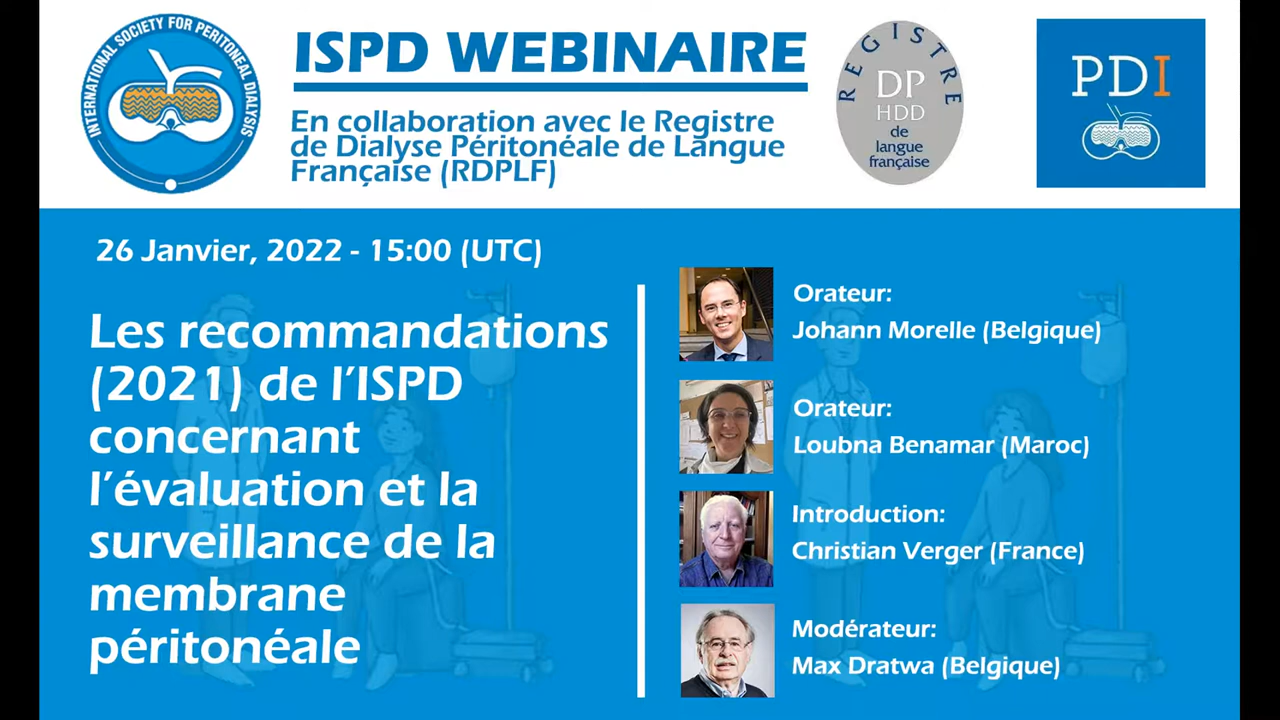 INTERNATIONAL SOCIETY FOR PERITONEAL DIALYSIS
ISPD WEBINAIRE
En collaboration avec le Registre
de Dialyse Péritonéale de Langue
Française (RDPLF)
REGISTRE
DP
HDD
de
langue
française
PDI
26 Janvier, 2022 - 15:00 (UTC)
Les recommandations
(2021) de l'ISPD
concernant
l'évaluation et la
surveillance de la
membrane
péritonéale
Orateur:
Johann Morelle (Belgique)
Orateur:
Loubna Benamar (Maroc)
Introduction:
Christian Verger (France)
Modérateur:
Max Dratwa (Belgique)